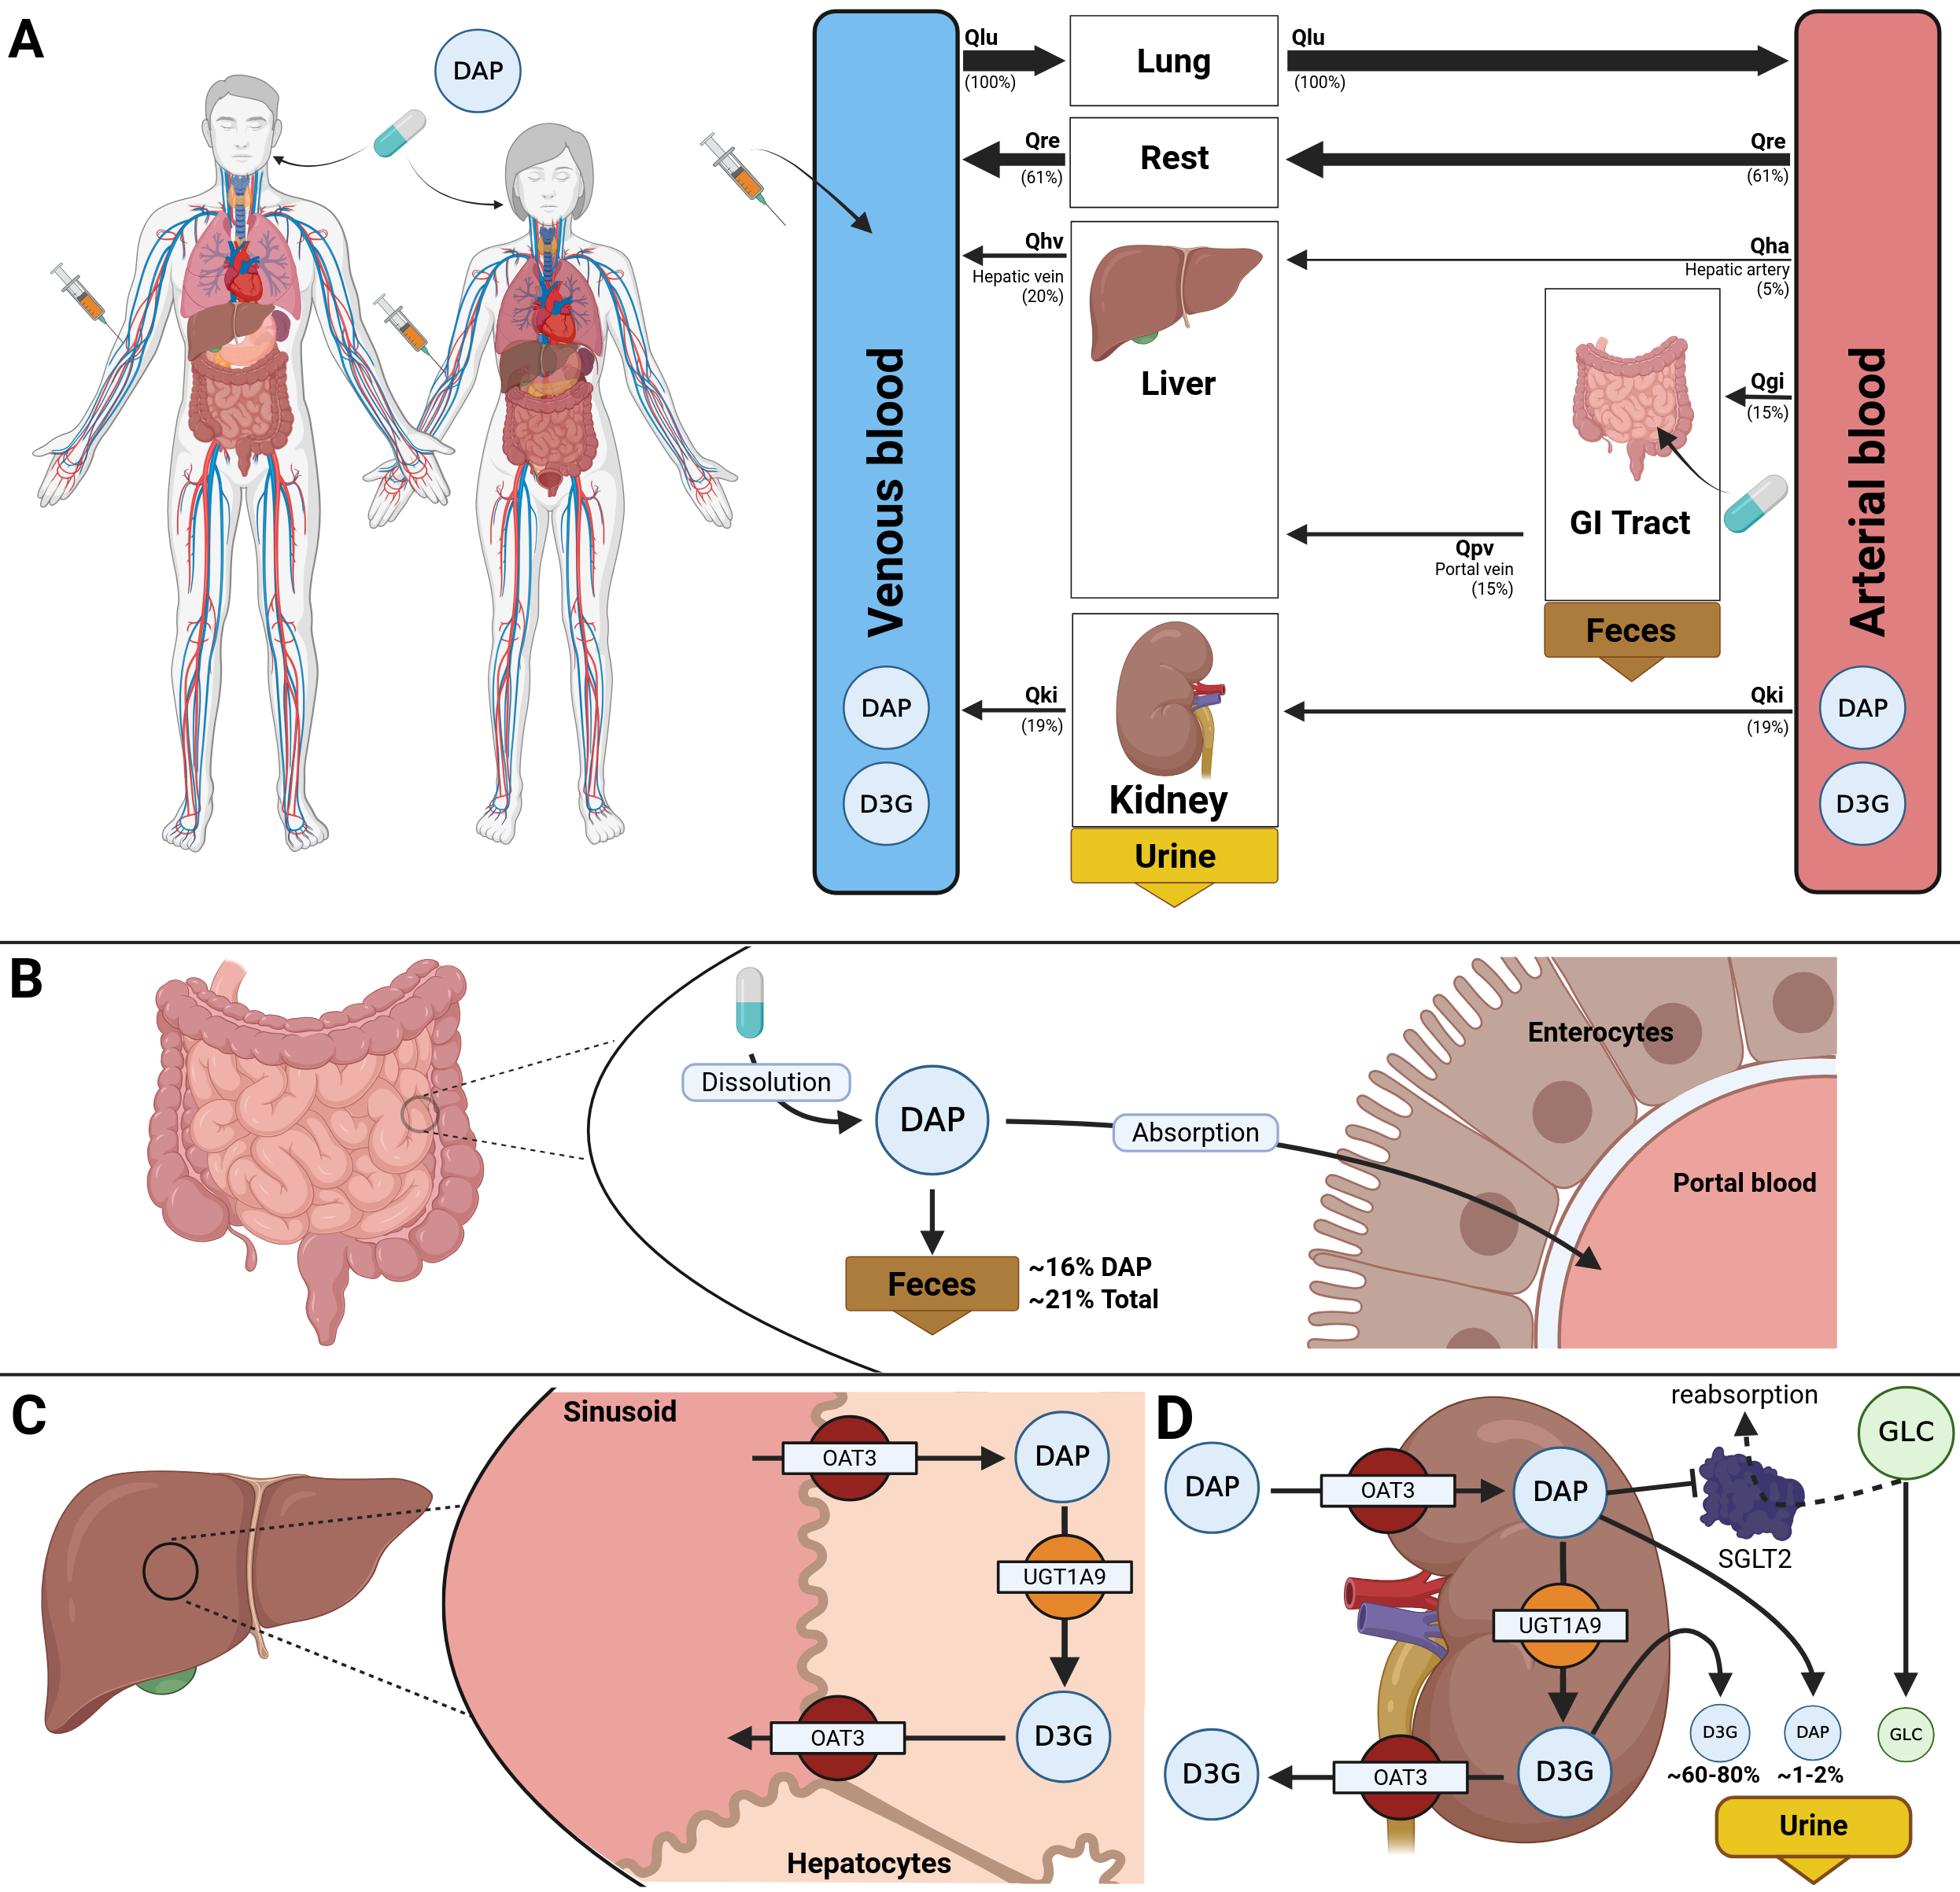 A
DAP
Venous blood
DAP
D3G
Qlu
(100%)
Lung
Qlu
(100%)
Qre
(61%)
Rest
Qre
(61%)
Qhv
Hepatic vein
(20%)
Liver
Qha
Hepatic artery
(5%)
Qgi
(15%)
GI Tract
Qpv
Portal vein
(15%)
Feces
Qki
(19%)
Kidney
Urine
Qki
(19%)
Arterial blood
DAP
D3G
B
Dissolution
DAP
Absorption
Feces
~16% DAP
~21% Total
Enterocytes
Portal blood
C
Sinusoid
OAT3
DAP
UGT1A9
OAT3
D3G
Hepatocytes
D
DAP
OAT3
DAP
reabsorption
GLC
SGLT2
UGT1A9
D3G
OAT3
D3G
D3G
DAP
GLC
~60-80%
~1-2%
Urine